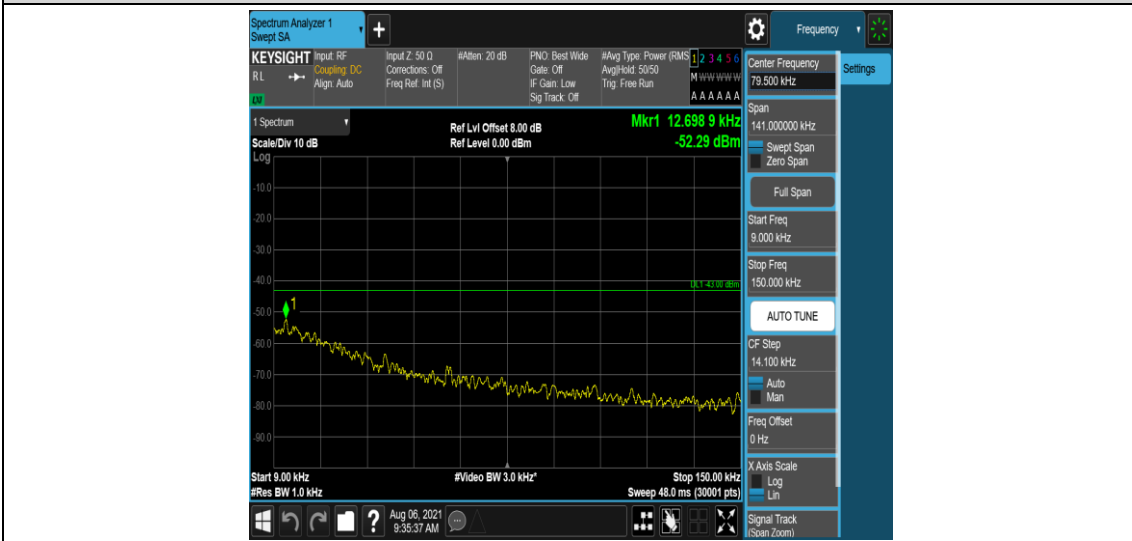 Spectrum Analyzer 1
Swept SA
+
Frequency
KEYSIGHT
RL
LXI
Input: RF
Coupling: DC
Align: Auto
Input Z: 50 Ω
Corrections: Off
Freq Ref: Int (S)
#Atten: 20 dB
PNO: Best Wide
Gate: Off
IF Gain: Low
Sig Track: Off
#Avg Type: Power (RMS
Avg|Hold: 50/50
Trig: Free Run
1 2 3 4 5 6
M W W W W W
A A A A A A
1 Spectrum
Scale/Div 10 dB
Log
Ref Lvl Offset 8.00 dB
Ref Level 0.00 dBm
Mkr1 12.698 9 kHz
-52.29 dBm
-10.0
-20.0
-30.0
-40.0
DL1 -43.00 dBm
1
-50.0
-60.0
-70.0
-80.0
-90.0
Start 9.00 kHz
#Video BW 3.0 kHz*
Stop 150.00 kHz
#Res BW 1.0 kHz
Sweep 48.0 ms (30001 pts)
?
Aug 06, 2021
9:35:37 AM
Center Frequency
79.500 kHz
Settings
Span
141.000000 kHz
Swept Span
Zero Span
Full Span
Start Freq
9.000 kHz
Stop Freq
150.000 kHz
AUTO TUNE
CF Step
14.100 kHz
Auto
Man
Freq Offset
0 Hz
X Axis Scale
Log
Lin
Signal Track
(Span Zoom)